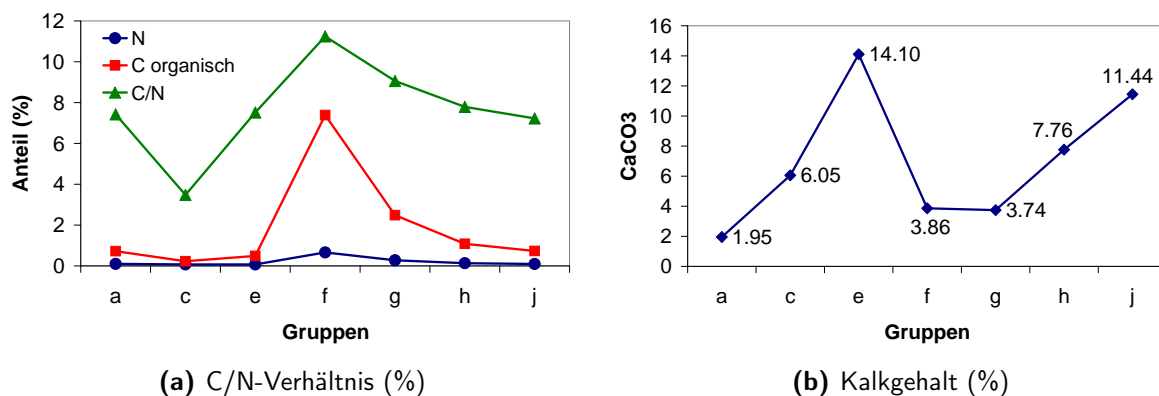 12
10
8
6
4
2
0
Anteil (%)
N
C organisch
C/N
a c e f g h j
Gruppen
(a) C/N-Verhältnis (%)
16
14
12
10
8
6
4
2
0
CaCO3
1.95
6.05
14.10
3.86
3.74
7.76
11.44
a c e f g h j
Gruppen
(b) Kalkgehalt (%)